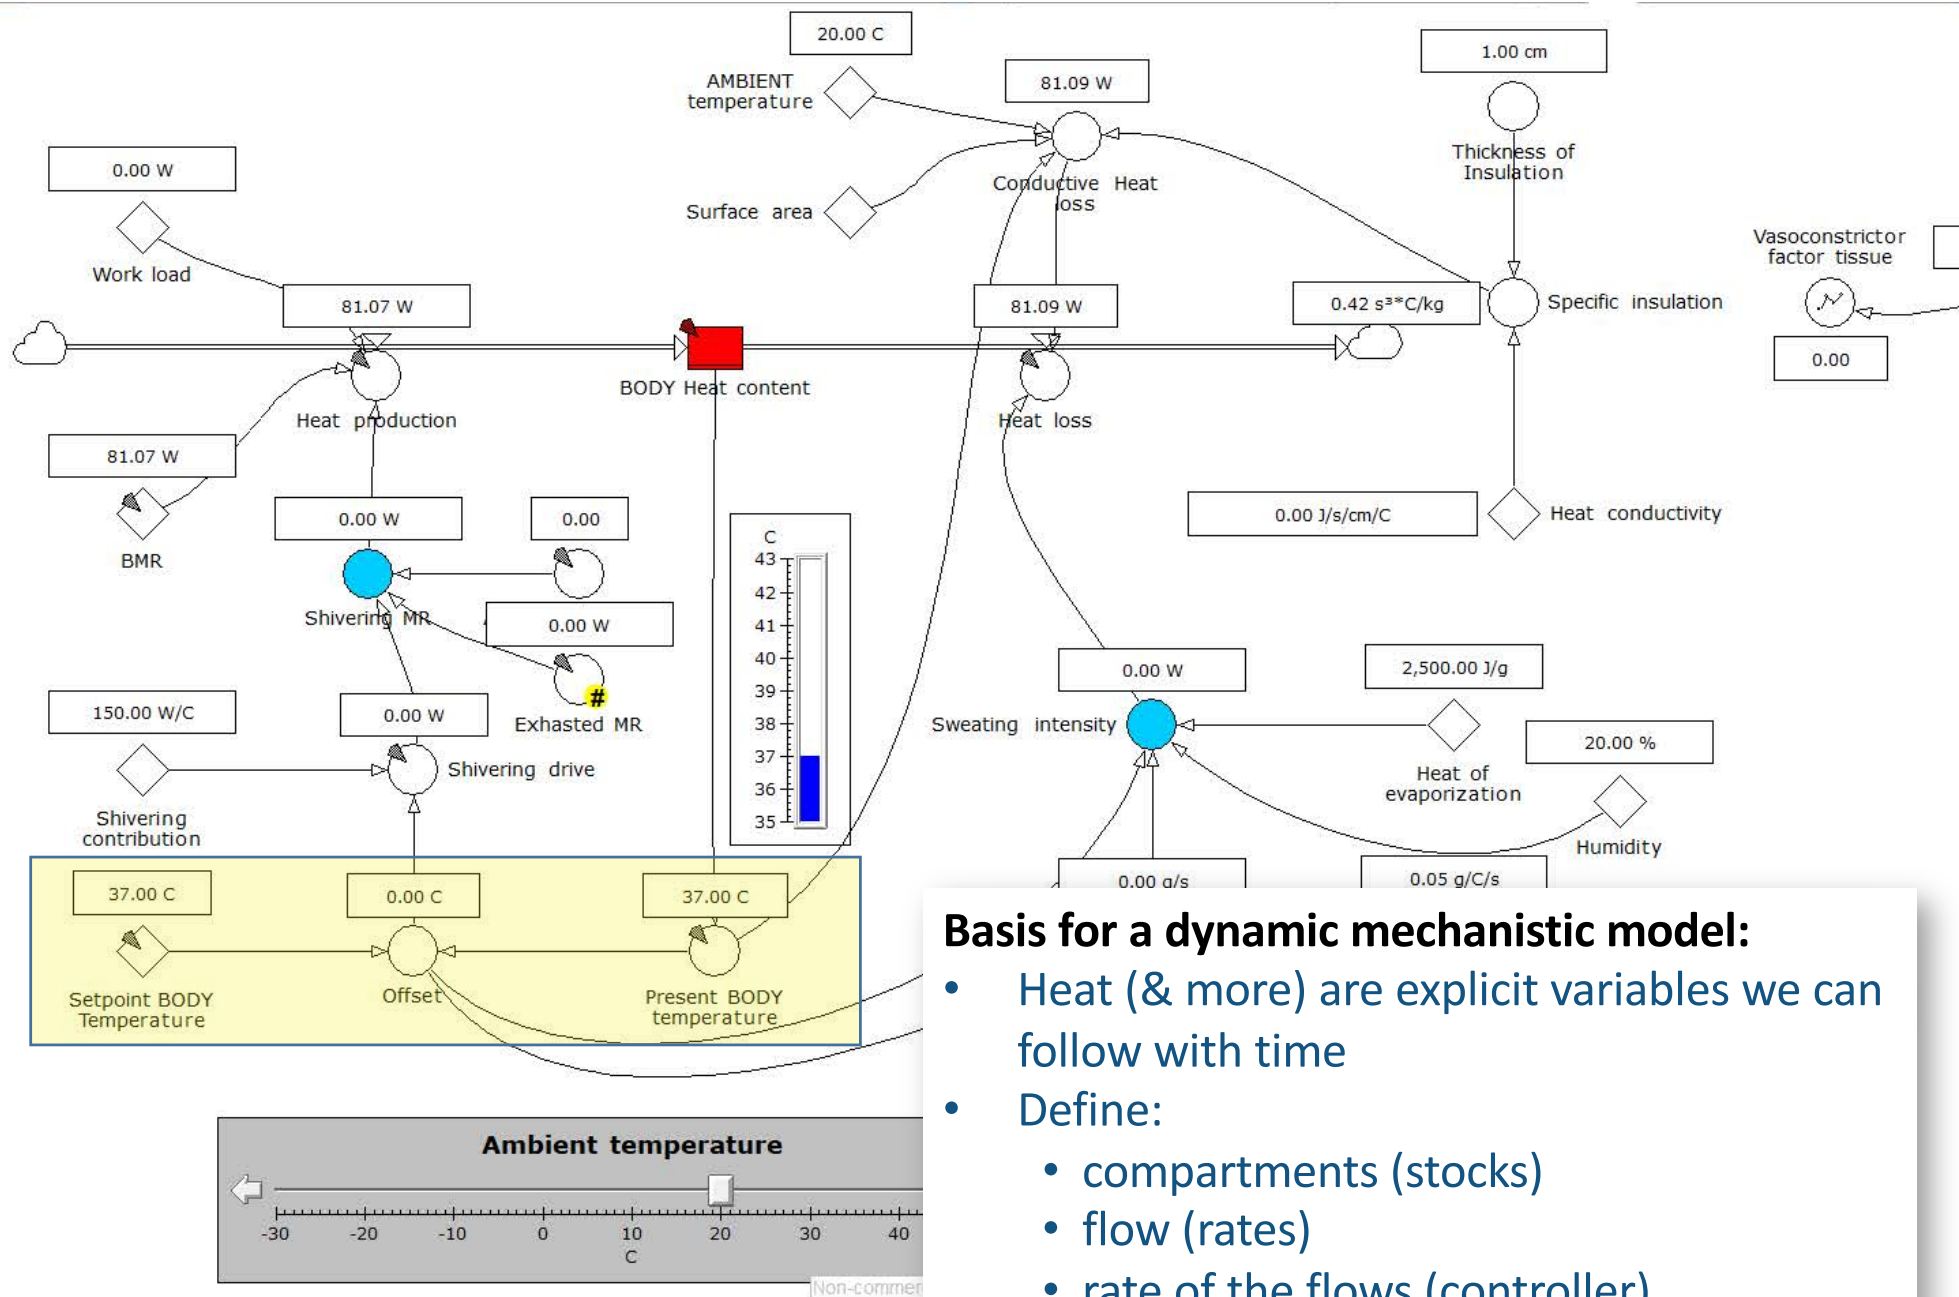 20.00 C
1.00 cm
AMBIENT
temperature
81.09 W
Thickness of
Insulation
0.00 W
Conductive Heat
loss
Surface area
Vasoconstrictor
factor tissue
Work load
81.07 W
81.09 W
0.42 s³*C/kg
Specific insulation
0.00
BODY Heat content
Heat production
Heat loss
81.07 W
0.00 W
0.00
0.00 J/s/cm/C
Heat conductivity
BMR
C
43
42
41
40
39
38
37
36
35
Shivering MR
0.00 W
#
Exhasted MR
150.00 W/C
0.00 W
Shivering drive
Shivering
contribution
0.00 W
2,500.00 J/g
Sweating intensity
20.00 %
Heat of
evaporization
Humidity
0.00 g/s
0.05 g/C/s
37.00 C
0.00 C
37.00 C
Setpoint BODY
Temperature
Offset
Present BODY
temperature
Basis for a dynamic mechanistic model:
• Heat (& more) are explicit variables we can
follow with time
• Define:
• compartments (stocks)
• flow (rates)
• rate of the flows (controller)
Ambient temperature
-30 -20 -10 0 10 20 30 40
C
Non-commer